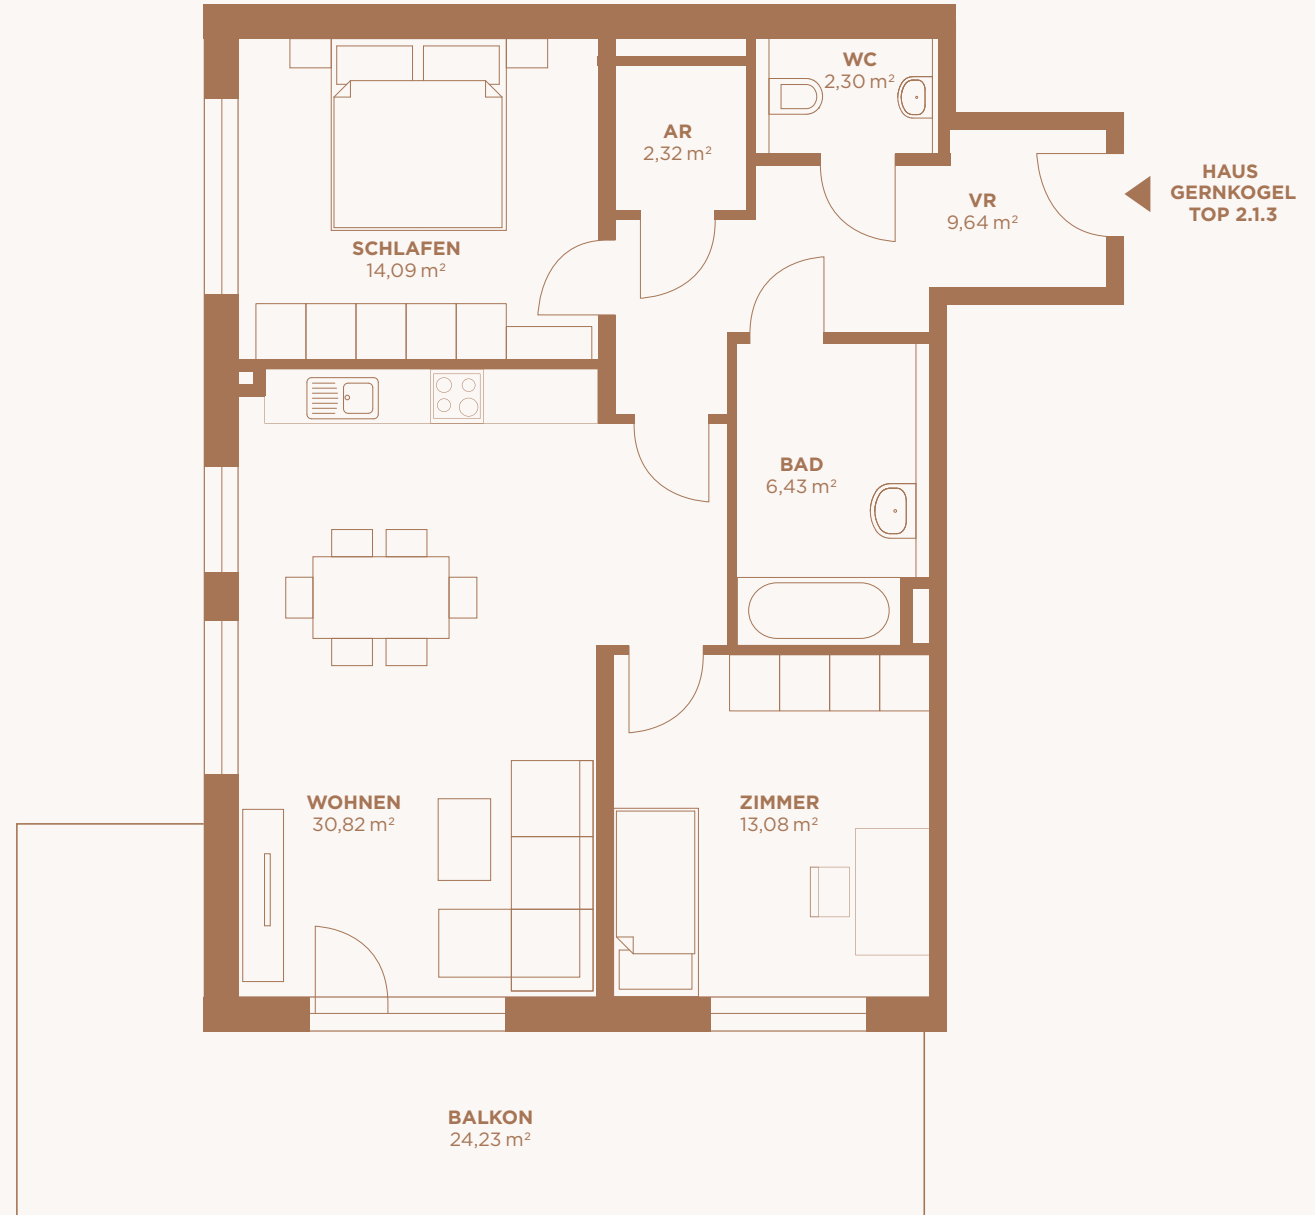 WC
2,30 m²
AR
2,32 m²
HAUS
GERNKOGEL
TOP 2.1.3
VR
9,64 m²
SCHLAFEN
14,09 m²
BAD
6,43 m²
WOHNEN
30,82 m²
ZIMMER
13,08 m²
BALKON
24,23 m²